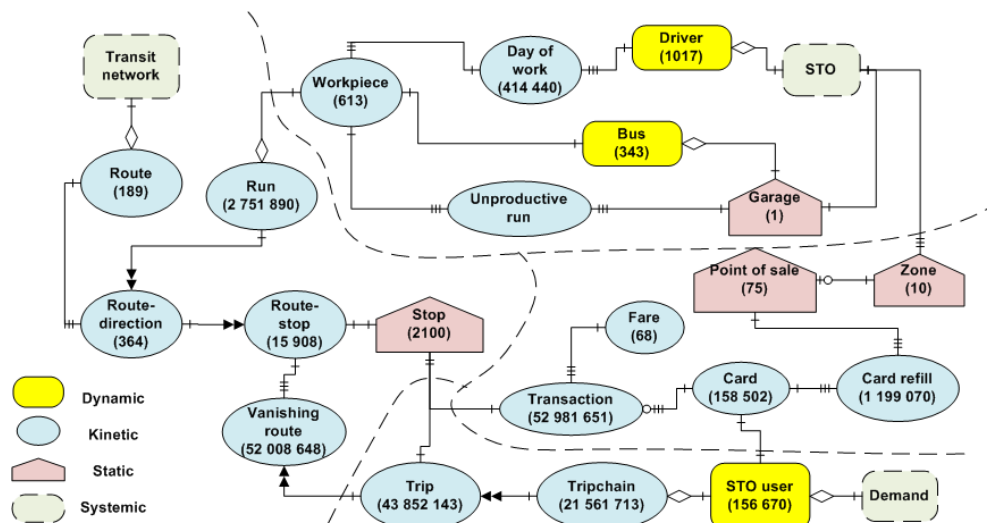 Transit
network
Route
(189)
Run
(2 751 890)
Workpiece
(613)
Day of
work
(414 440)
Driver
(1017)
STO
Bus
(343)
Unproductive
run
Garage
(1)
Point of sale
(75)
Zone
(10)
Route-
direction
(364)
Route-
stop
(15 908)
Stop
(2100)
Fare
(68)
Transaction
(52 981 651)
Card
(158 502)
Card refill
(1 199 070)
Vanishing
route
(52 008 648)
Trip
(43 852 143)
Tripchain
(21 561 713)
STO user
(156 670)
Demand
Dynamic
Kinetic
Static
Systemic